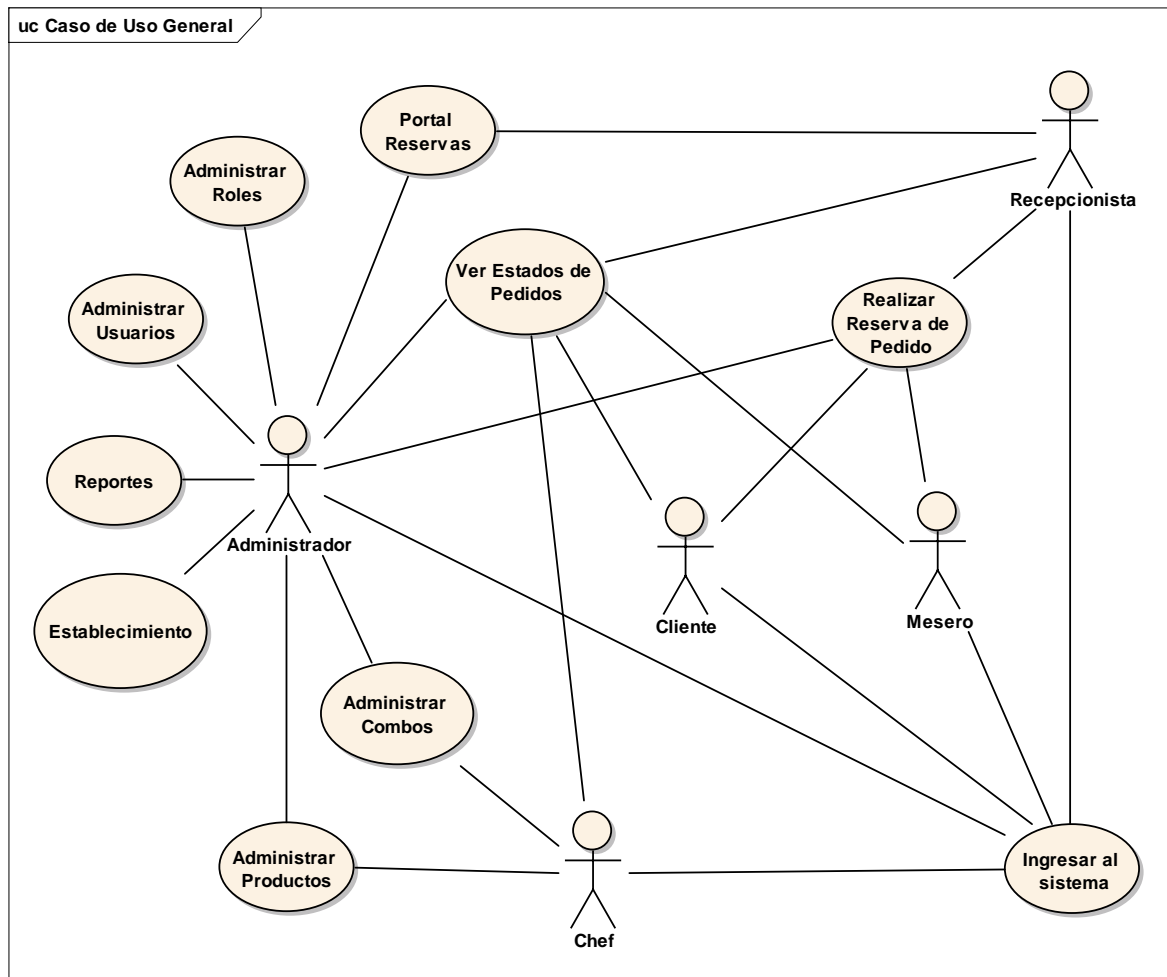 uc Caso de Uso General
Portal
Reservas
Administrar
Roles
Recepcionista
Ver Estados de
Pedidos
Administrar
Usuarios
Realizar
Reserva de
Pedido
Reportes
Administrador
Establecimiento
Cliente
Mesero
Administrar
Combos
Administrar
Productos
Ingresar al
sistema
Chef